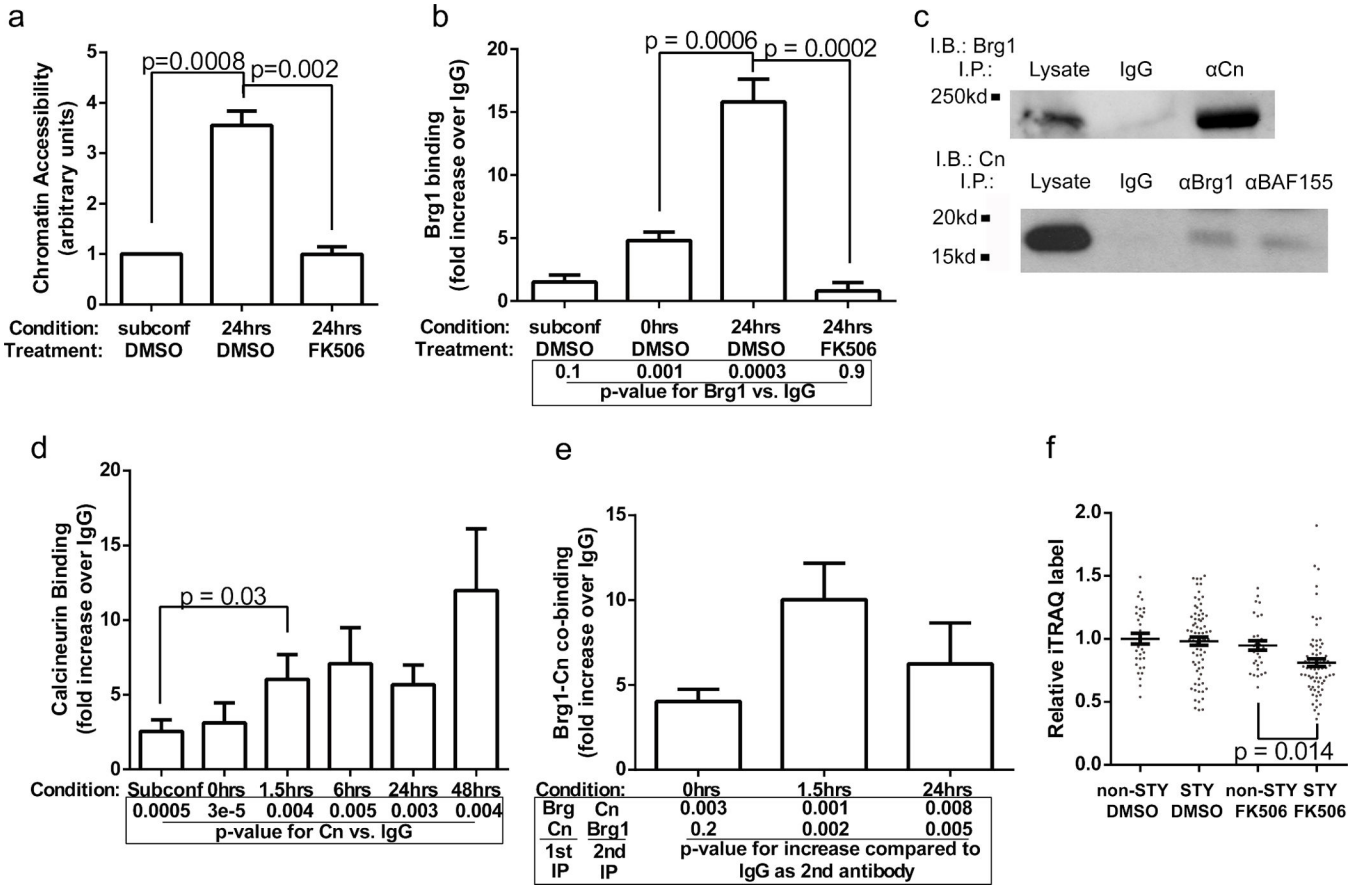 a
5
4
3
2
1
0
Chromatin Accessibility
(arbitrary units)
p=0.0008
p=0.002
Condition: subconf 24hrs 24hrs
Treatment: DMSO DMSO FK506
b
20
15
10
5
0
Brg1 binding
(fold increase over IgG)
p = 0.0006
p = 0.0002
Condition: subconf 0hrs 24hrs 24hrs
Treatment: DMSO DMSO DMSO FK506
0.1 0.001 0.0003 0.9
p-value for Brg1 vs. IgG
c
I.B.: Brg1
I.P.: Lysate IgG αCn
250kd
I.B.: Cn
I.P.: Lysate IgG αBrg1 αBAF155
20kd
15kd
d
20
15
10
5
0
Calcineurin Binding
(fold increase over IgG)
p = 0.03
Condition: Subconf 0hrs 1.5hrs 6hrs 24hrs 48hrs
0.0005 3e-5 0.004 0.005 0.003 0.004
p-value for Cn vs. IgG
e
15
10
5
0
Brg1-Cn co-binding
(fold increase over IgG)
Condition: 0hrs 1.5hrs 24hrs
Brg Cn 0.003 0.001 0.008
Cn Brg1 0.2 0.002 0.005
1st 2nd p-value for increase compared to
IP IP IgG as 2nd antibody
f
2.0
1.5
1.0
0.5
0.0
Relative iTRAQ label
p = 0.014
non-STY STY non-STY STY
DMSO DMSO FK506 FK506